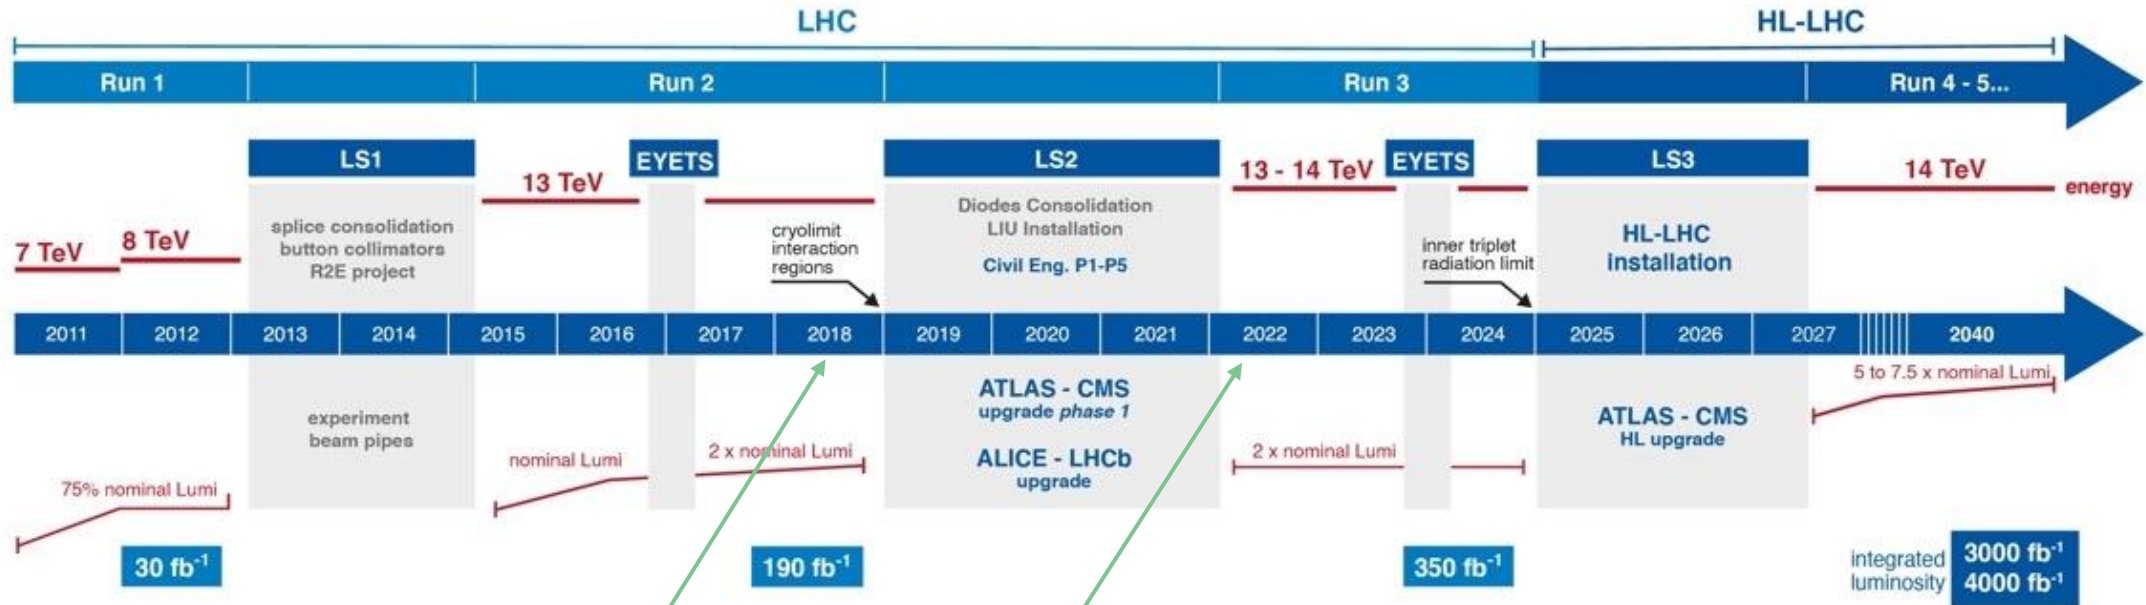 LHC
HL-LHC
Run 1
Run 2
Run 3
Run 4 - 5...
LS1
EYETS
LS2
EYETS
LS3
13 TeV
13 - 14 TeV
14 TeV
energy
7 TeV
8 TeV
splice consolidation
button collimators
R2E project
cryolimit
interaction
regions
Diodes Consolidation
LIU Installation
Civil Eng. P1-P5
inner triplet
radiation limit
HL-LHC
installation
2011 2012 2013 2014 2015 2016 2017 2018 2019 2020 2021 2022 2023 2024 2025 2026 2027 2040
5 to 7.5 x nominal Lumi
experiment
beam pipes
ATLAS - CMS
upgrade phase 1
ALICE - LHCb
upgrade
ATLAS - CMS
HL upgrade
75% nominal Lumi
nominal Lumi
2 x nominal Lumi
2 x nominal Lumi
30 fb-1
190 fb-1
350 fb-1
integrated
luminosity
3000 fb-1
4000 fb-1